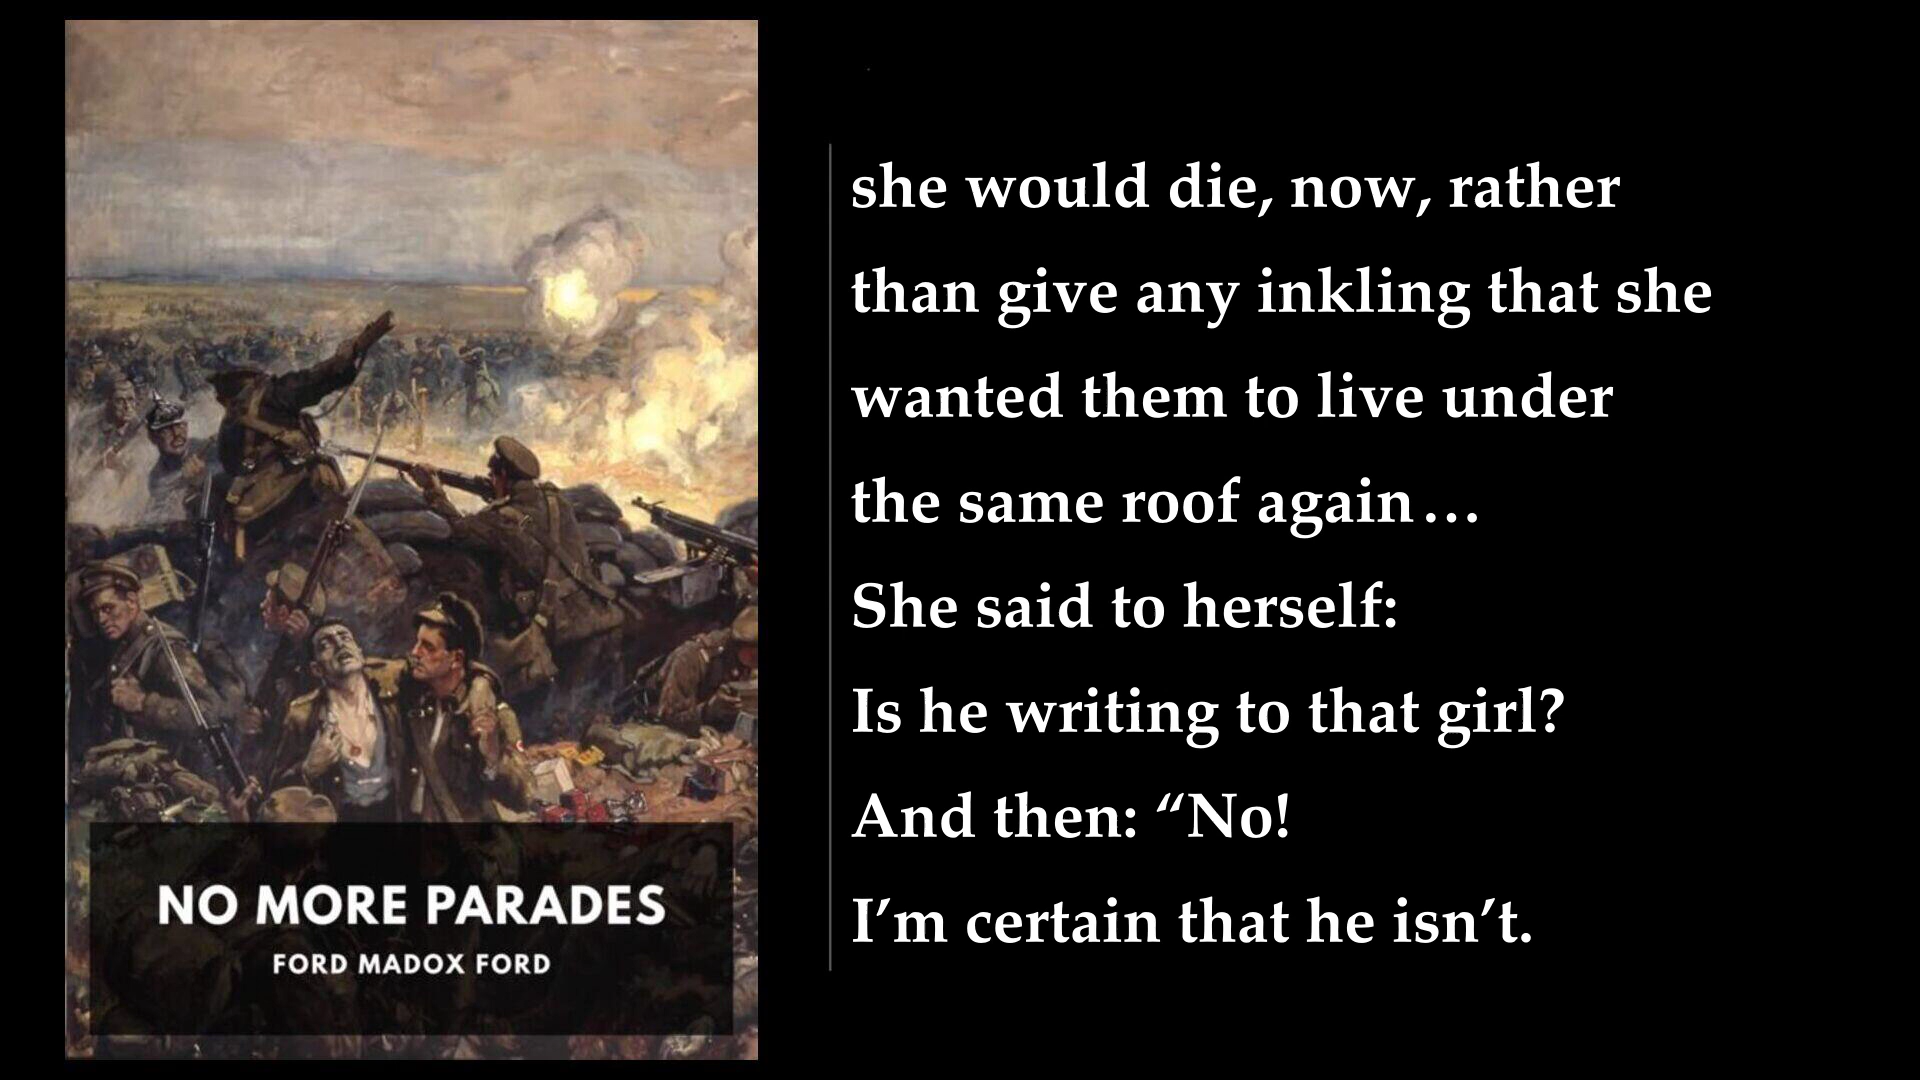 she would die, now, rather
than give any inkling that she
wanted them to live under
the same roof again…
She said to herself:
Is he writing to that girl?
And then: “No!
I’m certain that he isn’t.
NO MORE PARADES
FORD MADOX FORD